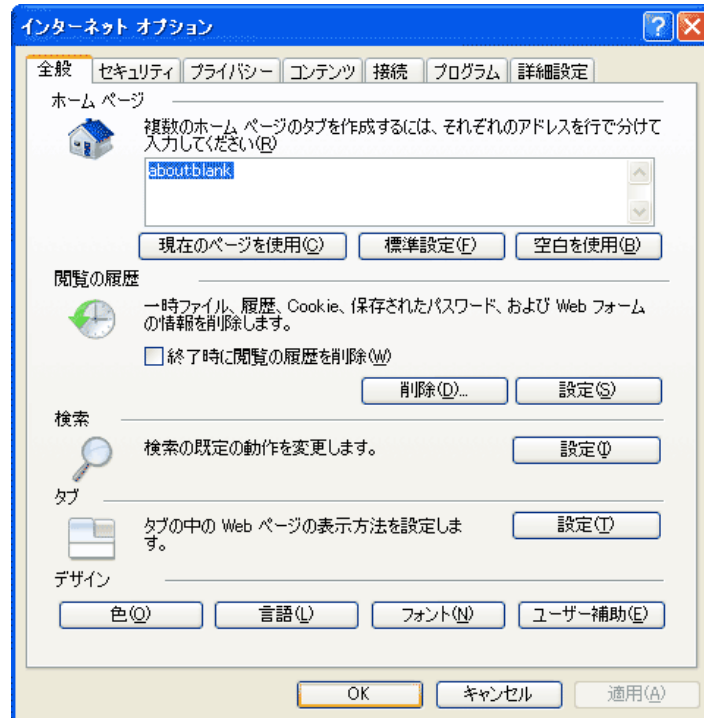 インターネット オプション
全般 セキュリティ プライバシー コンテンツ 接続 プログラム 詳細設定
ホーム ページ
複数のホーム ページのタブを作成するには、それぞれのアドレスを行で分けて
入力してください(R)
about:blank
現在のページを使用(C) 標準設定(F) 空白を使用(B)
閲覧の履歴
一時ファイル、履歴、Cookie、保存されたパスワード、および Web フォーム
の情報を削除します。
終了時に閲覧の履歴を削除(W)
削除(D)... 設定(S)
検索
検索の既定の動作を変更します。
設定(I)
タブ
タブの中の Web ページの表示方法を設定しま
す。
設定(T)
デザイン
色(O) 言語(L) フォント(N) ユーザー補助(E)
OK キャンセル 適用(A)